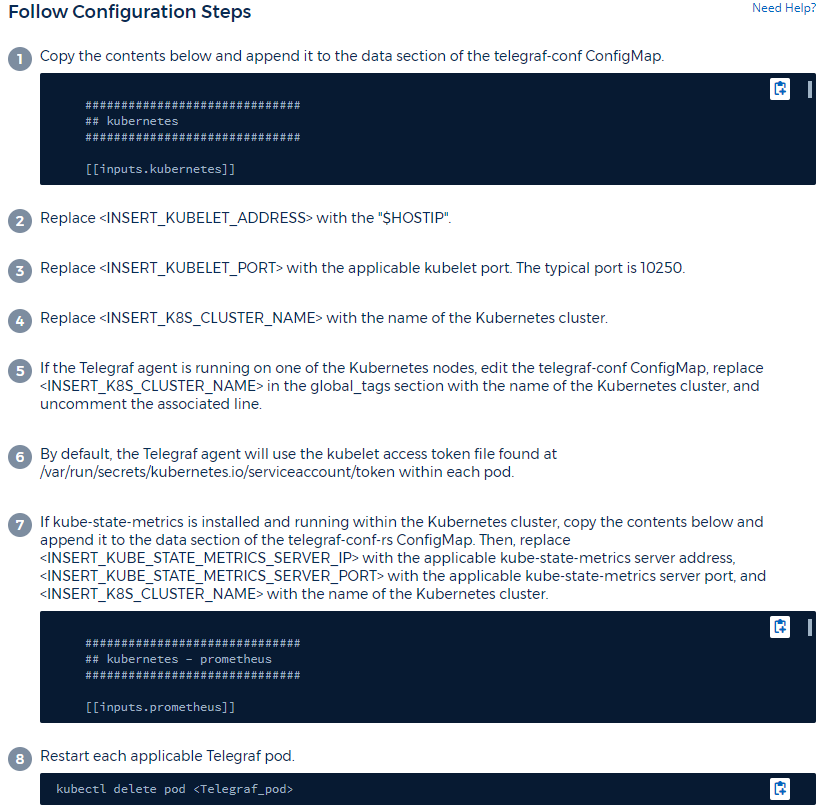 Follow Configuration Steps
Need Help?
1
Copy the contents below and append it to the data section of the telegraf-conf ConfigMap.
##############################
## kubernetes
##############################
[[inputs.kubernetes]]
2
Replace <INSERT_KUBELET_ADDRESS> with the "$HOSTIP".
3
Replace <INSERT_KUBELET_PORT> with the applicable kubelet port. The typical port is 10250.
4
Replace <INSERT_K8S_CLUSTER_NAME> with the name of the Kubernetes cluster.
5
If the Telegraf agent is running on one of the Kubernetes nodes, edit the telegraf-conf ConfigMap, replace
<INSERT_K8S_CLUSTER_NAME> in the global_tags section with the name of the Kubernetes cluster, and
uncomment the associated line.
6
By default, the Telegraf agent will use the kubelet access token file found at
/var/run/secrets/kubernetes.io/serviceaccount/token within each pod.
7
If kube-state-metrics is installed and running within the Kubernetes cluster, copy the contents below and
append it to the data section of the telegraf-conf-rs ConfigMap. Then, replace
<INSERT_KUBE_STATE_METRICS_SERVER_IP> with the applicable kube-state-metrics server address,
<INSERT_KUBE_STATE_METRICS_SERVER_PORT> with the applicable kube-state-metrics server port, and
<INSERT_K8S_CLUSTER_NAME> with the name of the Kubernetes cluster.
##############################
## kubernetes - prometheus
##############################
[[inputs.prometheus]]
8
Restart each applicable Telegraf pod.
kubectl delete pod <Telegraf_pod>